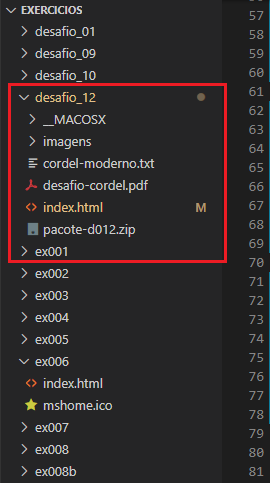 EXERCICIOS
desafio_01
desafio_09
desafio_10
desafio_12
__MACOSX
imagens
cordel-moderno.txt
desafio-cordel.pdf
index.html M
pacote-d012.zip
ex001
ex002
ex003
ex004
ex005
ex006
index.html
mshome.ico
ex007
ex008
ex008b
57
58
59
60
61
62
63
64
65
66
67
68
69
70
71
72
73
74
75
76
77
78
79
80
81